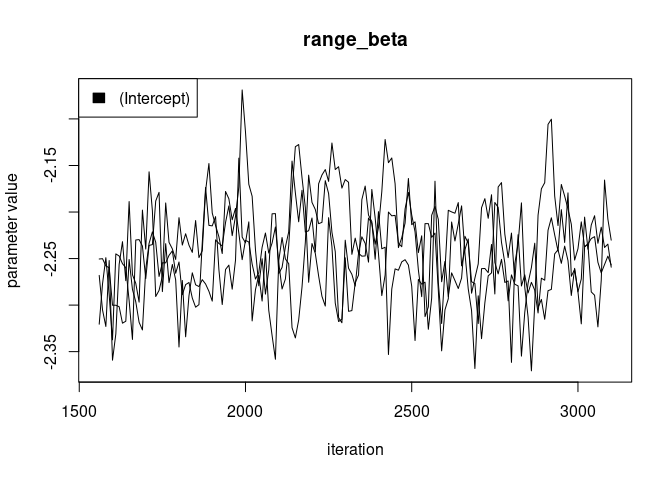 range_beta
(Intercept)
parameter value
-2.15
-2.25
-2.35
1500 2000 2500 3000
iteration